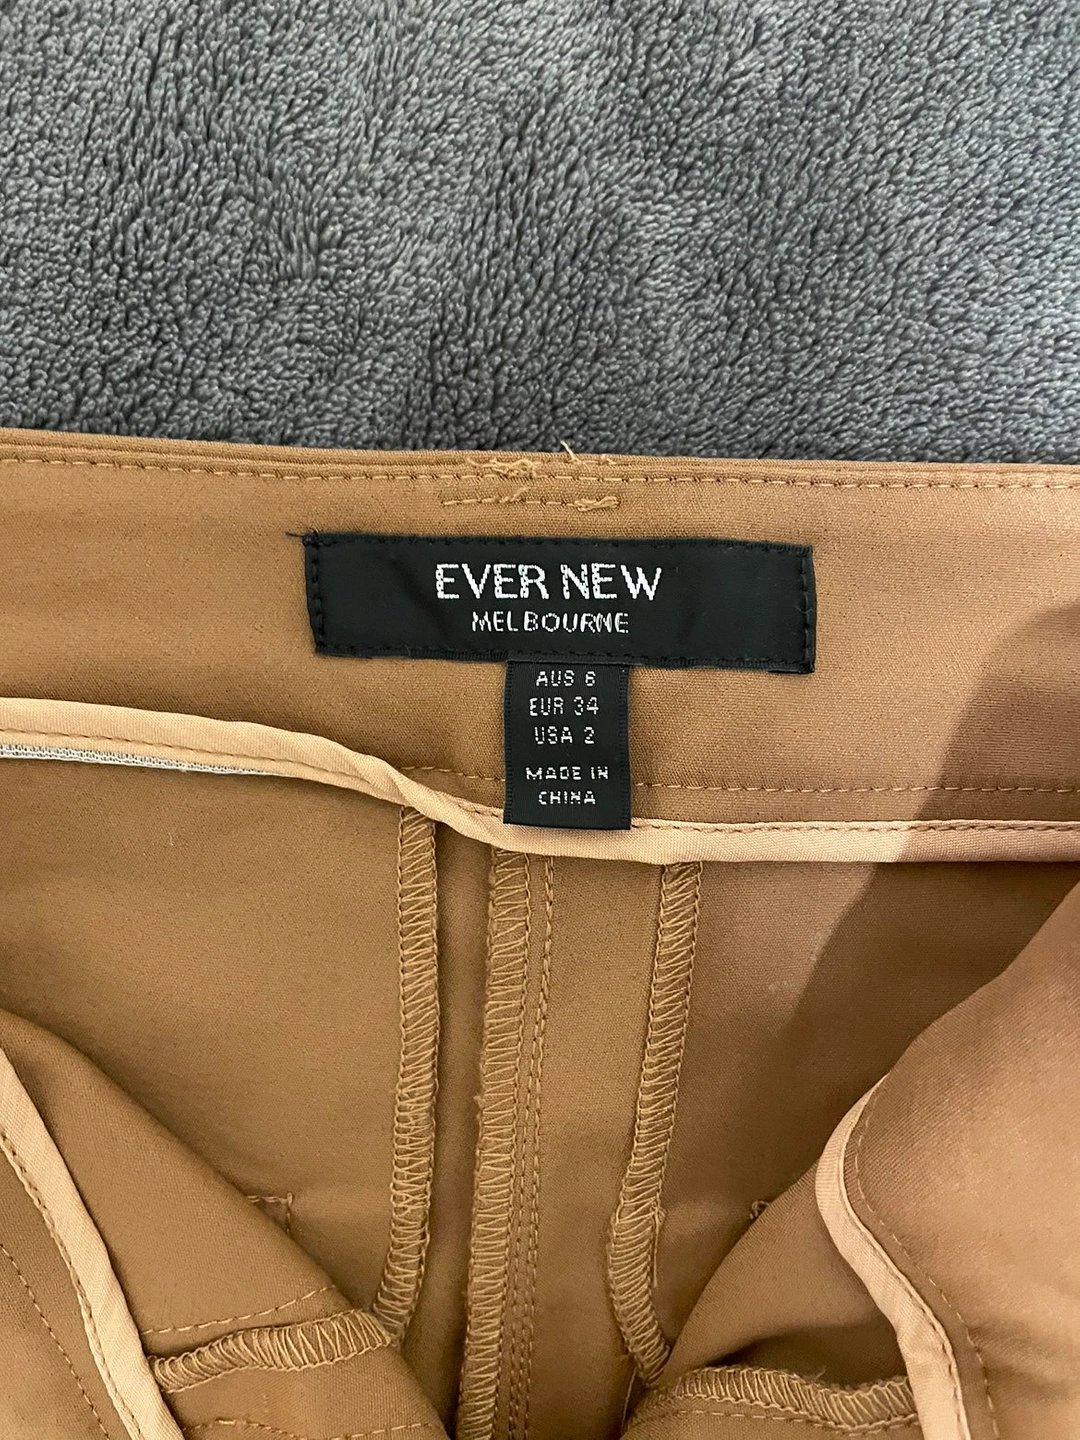 EVER NEW
MELBOURNE
AUS 6
EUR 34
USA 2
MADE IN
CHINA